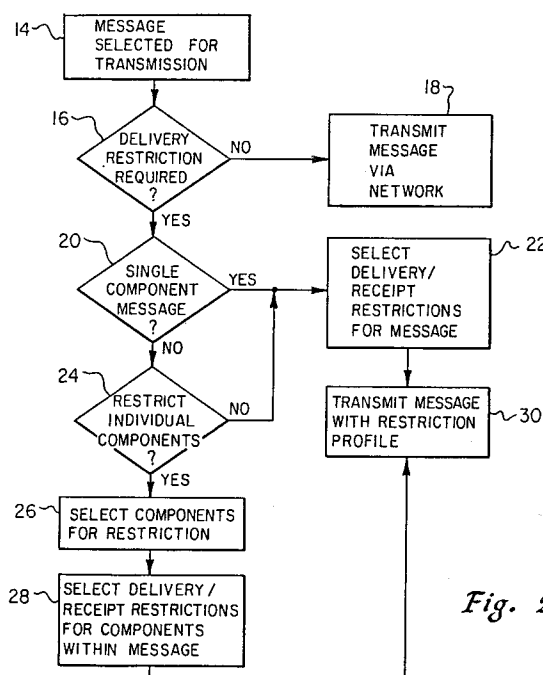 14
MESSAGE
SELECTED FOR
TRANSMISSION
16
DELIVERY
RESTRICTION
REQUIRED
?
NO
18
TRANSMIT
MESSAGE
VIA
NETWORK
YES
20
SINGLE
COMPONENT
MESSAGE
?
YES
22
SELECT
DELIVERY/
RECEIPT
RESTRICTIONS
FOR MESSAGE
NO
24
RESTRICT
INDIVIDUAL
COMPONENTS
?
NO
TRANSMIT MESSAGE
WITH RESTRICTION
PROFILE
30
YES
26
SELECT COMPONENTS
FOR RESTRICTION
28
SELECT DELIVERY/
RECEIPT RESTRICTIONS
FOR COMPONENTS
WITHIN MESSAGE
Fig. 2